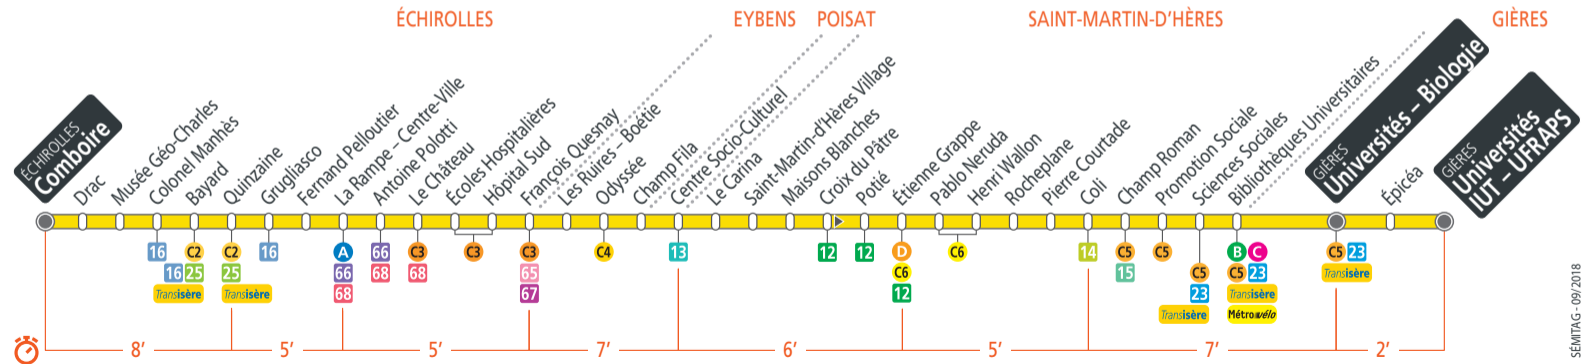 ÉCHIROLLES
EYBENS
POISAT
SAINT-MARTIN-D'HÈRES
GIÈRES
ÉCHIROLLES
Comboire
Drac
Musée Géo-Charles
Colonel Manhès
Bayard
Quinzaine
Grugliasco
Fernand Pelloutier
La Rampe – Centre-Ville
Antoine Polotti
Le Château
Écoles Hospitalières
Hôpital Sud
François Quesnay
Les Ruires – Boétie
Odyssée
Champ Fila
Centre Socio-Culturel
Le Carina
Saint-Martin-d'Hères Village
Maisons Blanches
Croix du Pâtre
Potié
Étienne Grappe
Pablo Neruda
Henri Wallon
Rocheplane
Pierre Courtade
Coli
Champ Roman
Promotion Sociale
Sciences Sociales
Bibliothèques Universitaires
GIÈRES
Universités – Biologie
Épicéa
GIÈRES
Universités
IUT – UFRAPS
16
16
C2
25
Transisère
C2
25
Transisère
16
A
66
68
66
68
C3
68
C3
C3
65
67
C4
13
12
12
D
C6
12
C6
14
C5
15
C5
C5
23
Transisère
B C
C5 23
Transisère
Métrovélo
C5 23
Transisère
8’
5’
5’
7’
6’
5’
7’
2’
SÉMITAG - 09/2018